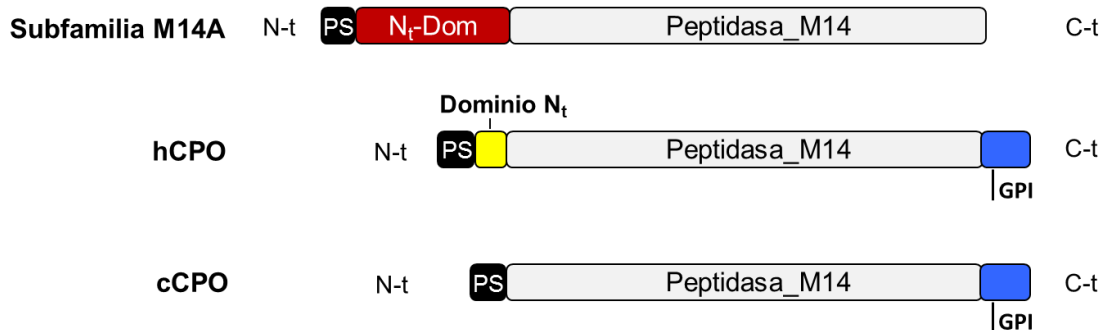 Subfamilia M14A N-t PS Nt-Dom Peptidasa_M14 C-t
Dominio Nt
hCPO N-t PS Peptidasa_M14 C-t
GPI
cCPO N-t PS Peptidasa_M14 C-t
GPI